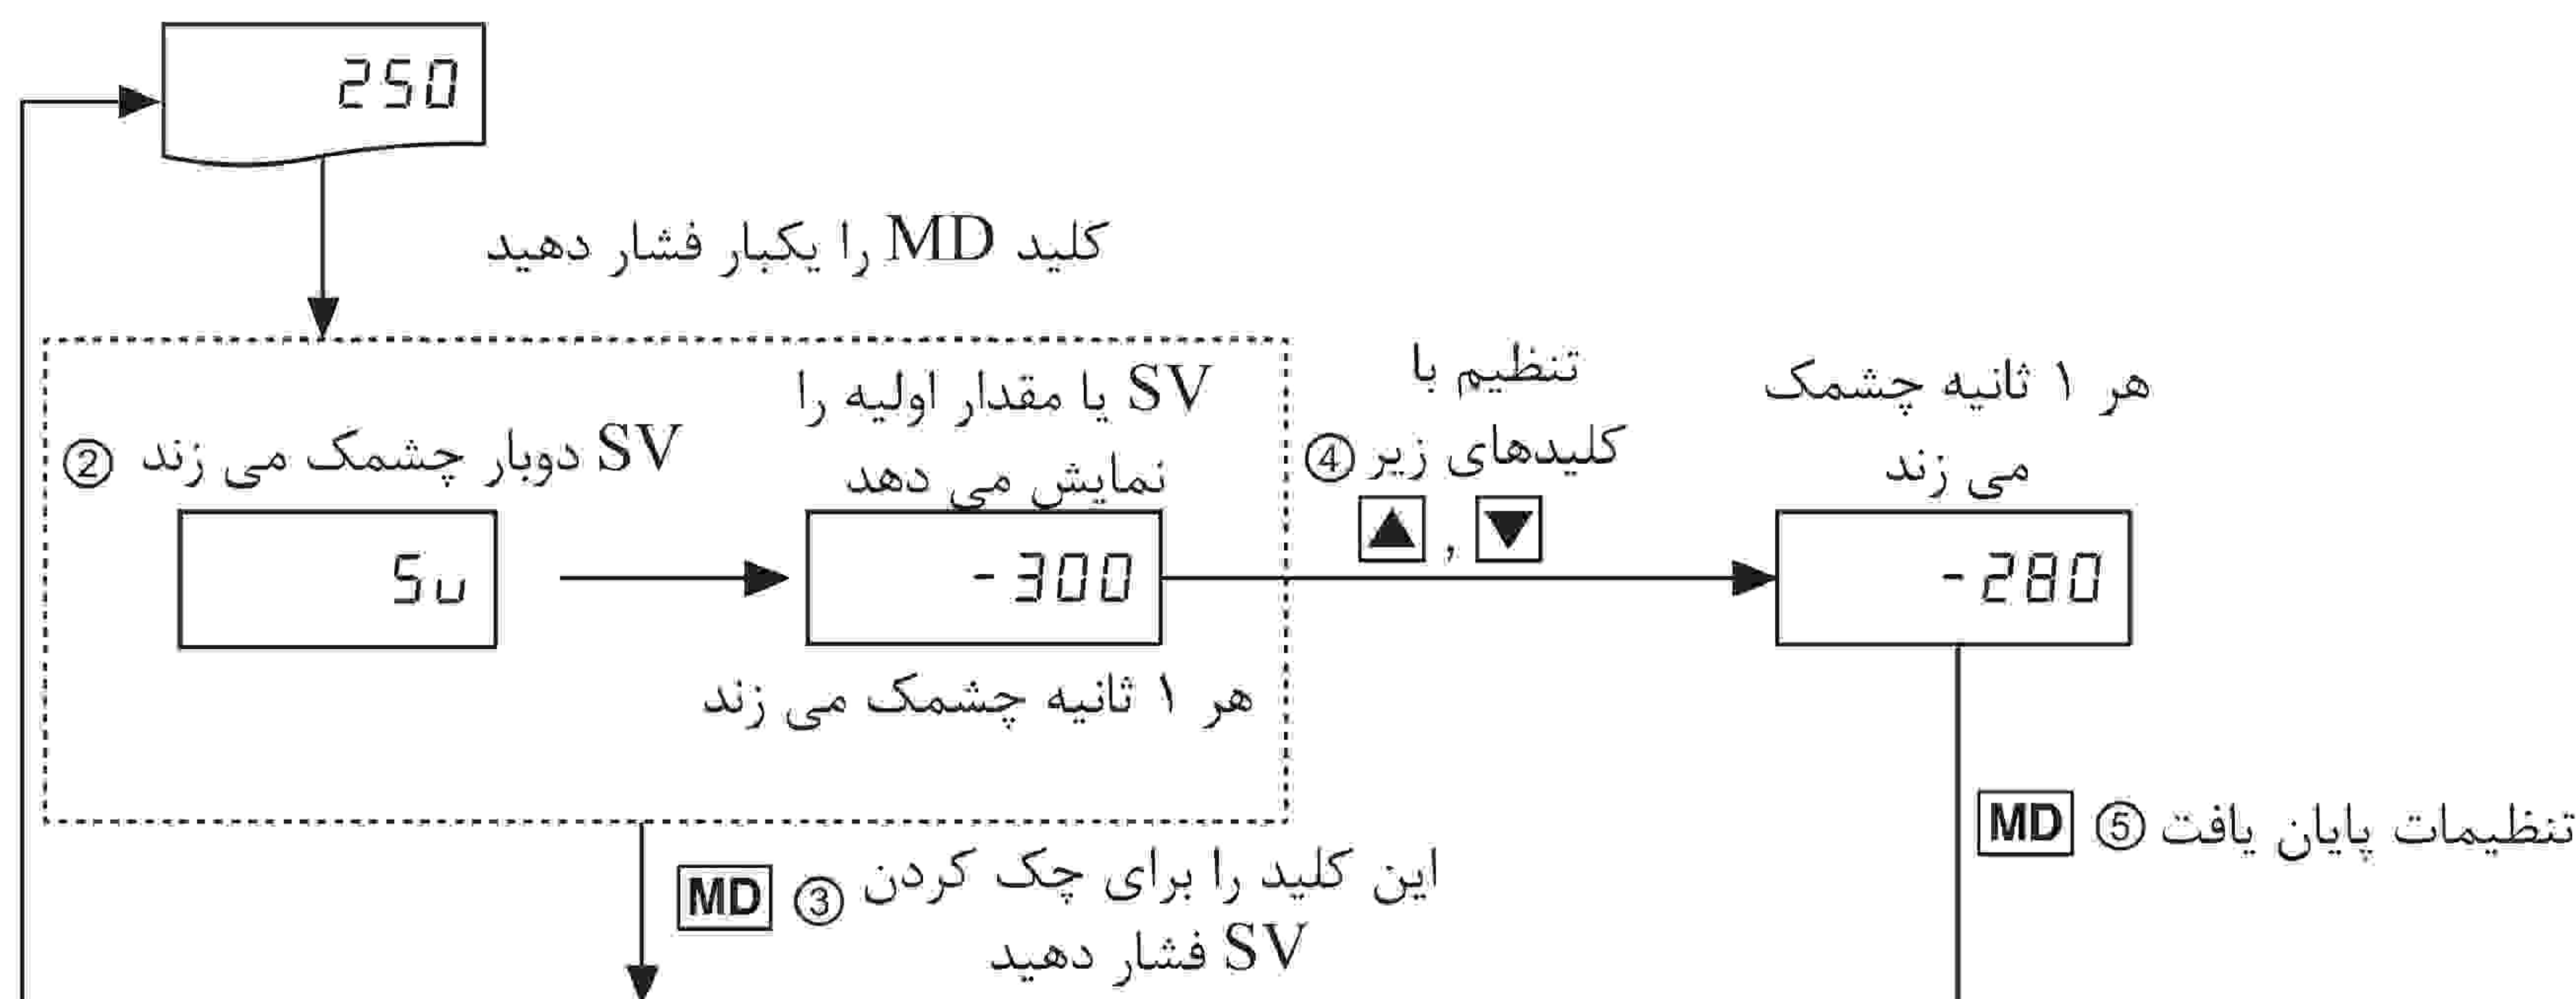 250
کلید MD را یکبار فشار دهید
② SV دوبار چشمک می زند
Su
SV یا مقدار اولیه را
نمایش می دهد
-300
هر ۱ ثانیه چشمک می زند
تنظیم با
کلیدهای زیر ④
▲ , ▼
هر ۱ ثانیه چشمک
می زند
-280
MD ③ این کلید را برای چک کردن
SV فشار دهید
MD ⑤ تنظیمات پایان یافت